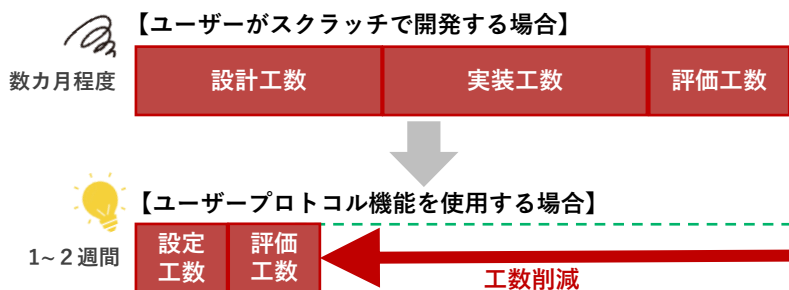 【ユーザーがスクラッチで開発する場合】
数カ月程度
設計工数
実装工数
評価工数
【ユーザープロトコル機能を使用する場合】
1~２週間
設定
工数
評価
工数
工数削減